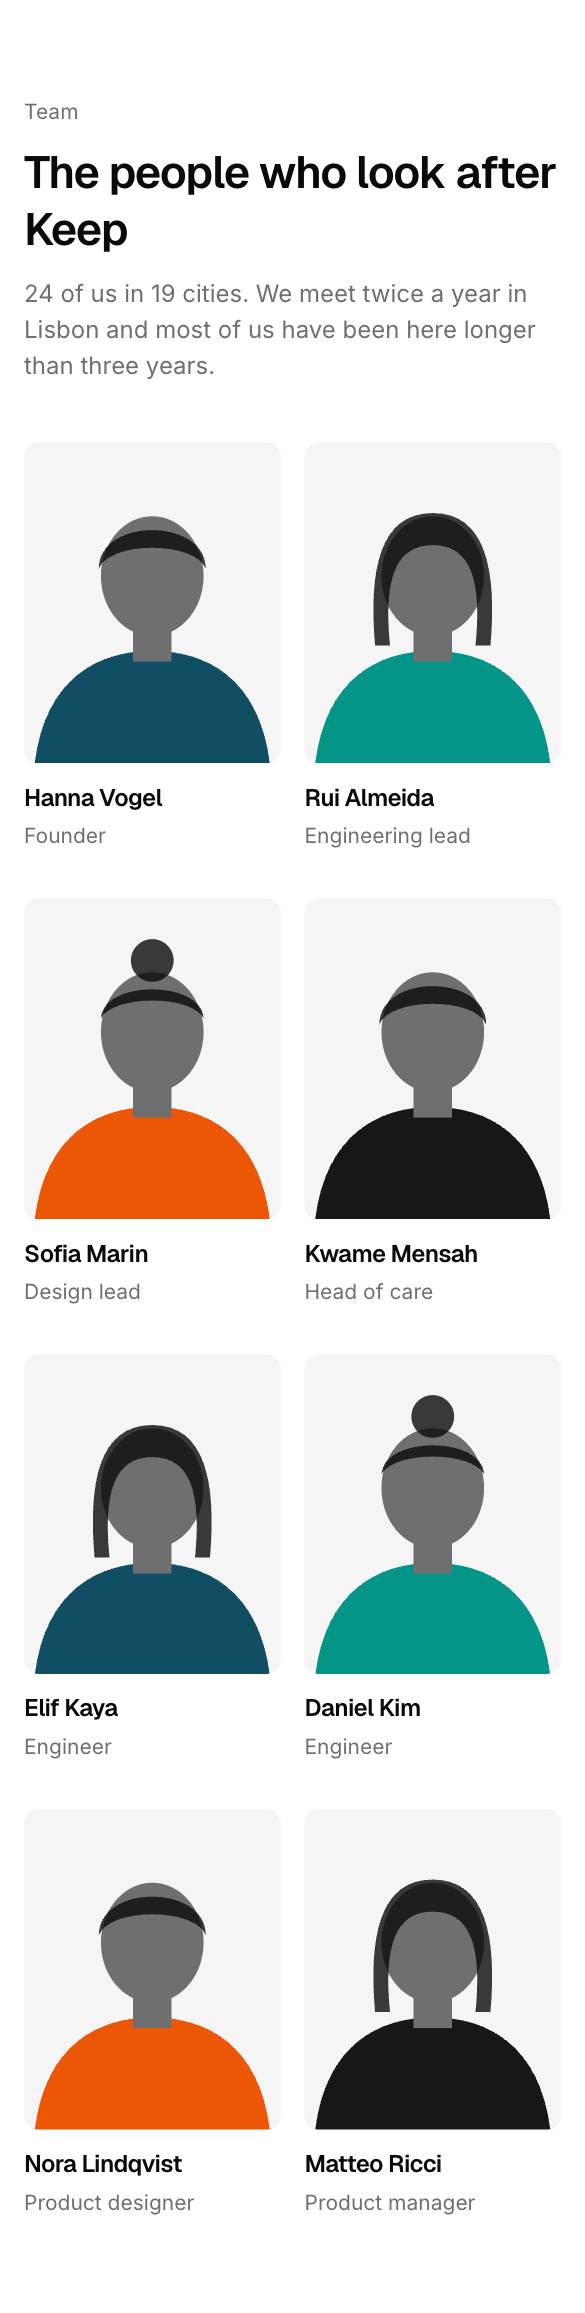 Team
The people who look after
Keep
24 of us in 19 cities. We meet twice a year in
Lisbon and most of us have been here longer
than three years.
Hanna Vogel
Founder
Rui Almeida
Engineering lead
Sofia Marin
Design lead
Kwame Mensah
Head of care
Elif Kaya
Engineer
Daniel Kim
Engineer
Nora Lindqvist
Product designer
Matteo Ricci
Product manager